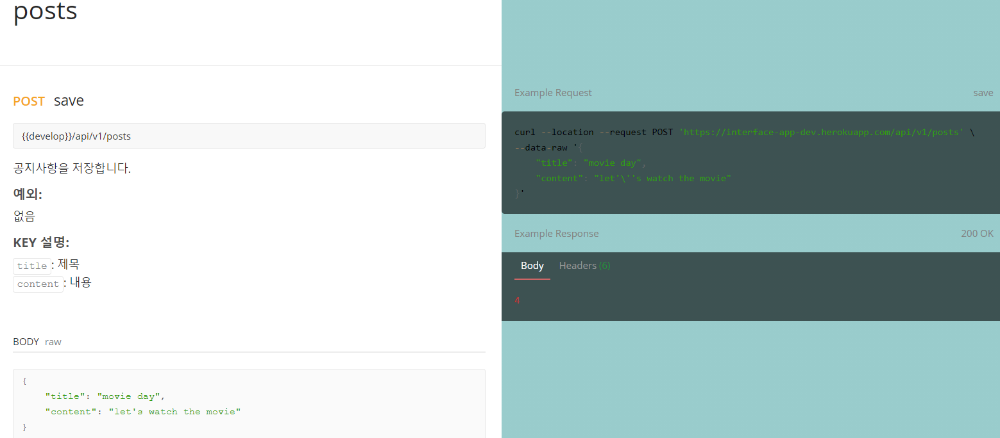 posts
POST save
{{develop}}/api/v1/posts
공지사항을 저장합니다.
예외:
없음
KEY 설명:
title: 제목
content: 내용
BODY raw
{
    "title": "movie day",
    "content": "let's watch the movie"
}
Example Request save
curl --location --request POST 'https://interface-app-dev.herokuapp.com/api/v1/posts' \
--data-raw '{
    "title": "movie day",
    "content": "let'\''s watch the movie"
}'
Example Response 200 OK
Body Headers (6)
4